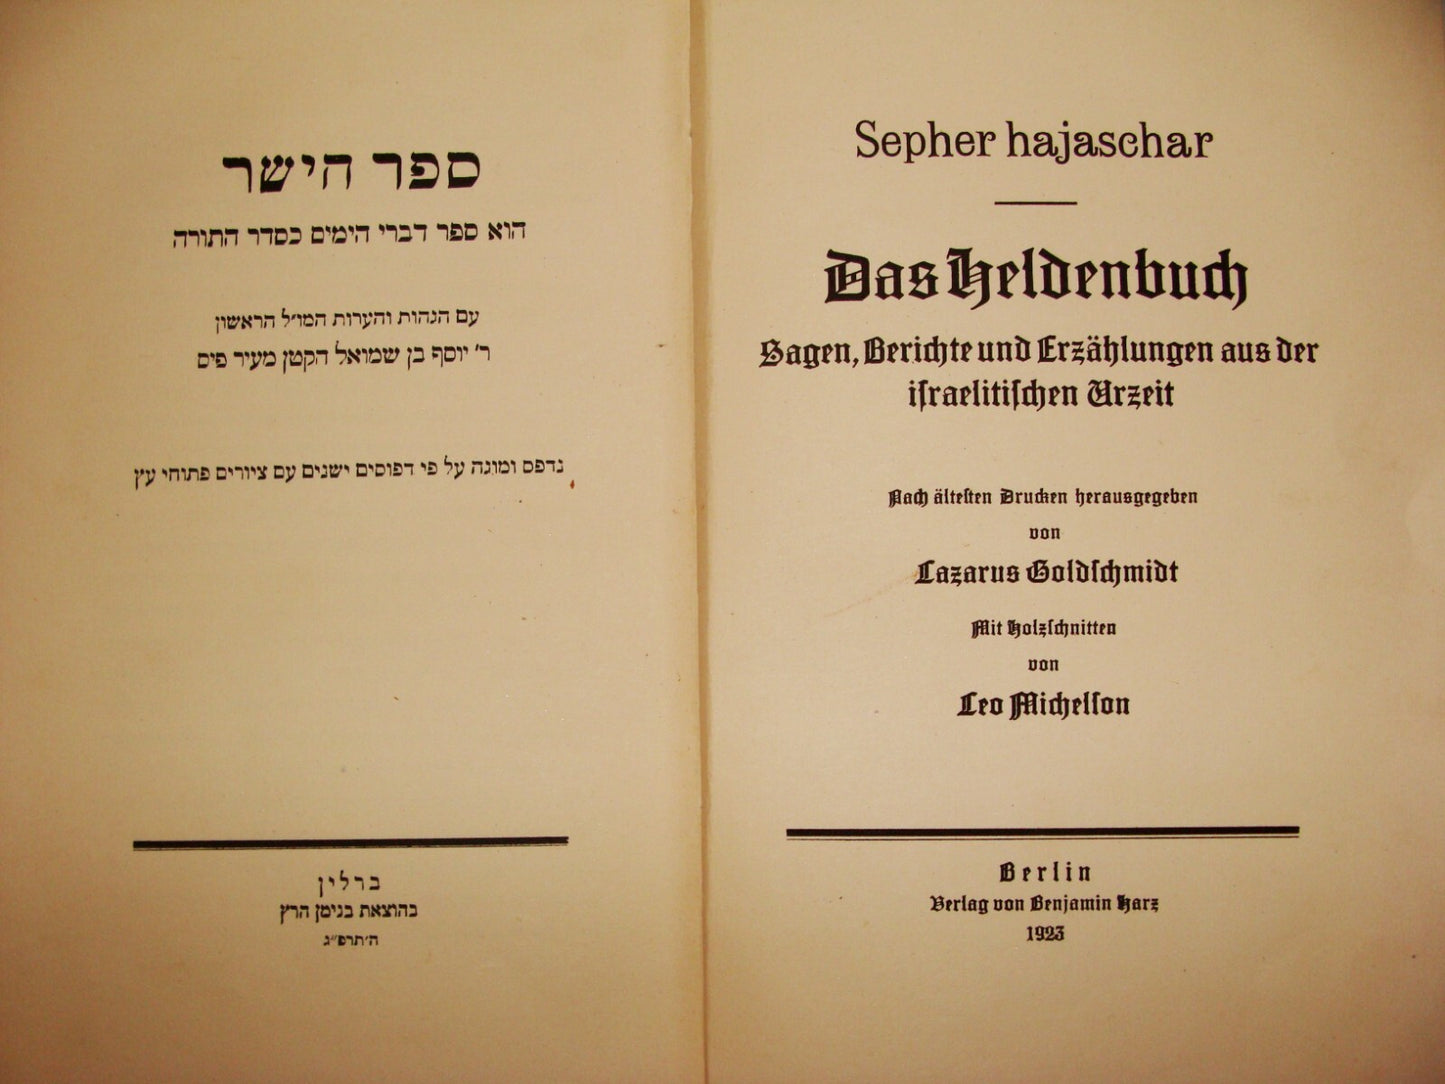 ספר הישר
הוא ספר דברי הימים כסדר התורה
עם הגהות והערות המו״ל הראשון
ר׳ יוסף בן שמואל הקטן מעיר פיס
נדפס ומוגה על פי דפוסים ישנים עם ציורים פתוחי עץ
ברלין
בהוצאת בנימן הרץ
ה׳תרפ״ג
Sepher hajaschar
Das Heldenbuch
Sagen, Berichte und Erzählungen aus der
iſraelitiſchen Urzeit
Nach älteſten Drucken herausgegeben
von
Lazarus Goldſchmidt
Mit Holzſchnitten
von
Leo Michelſon
Berlin
Verlag von Benjamin Harz
1923